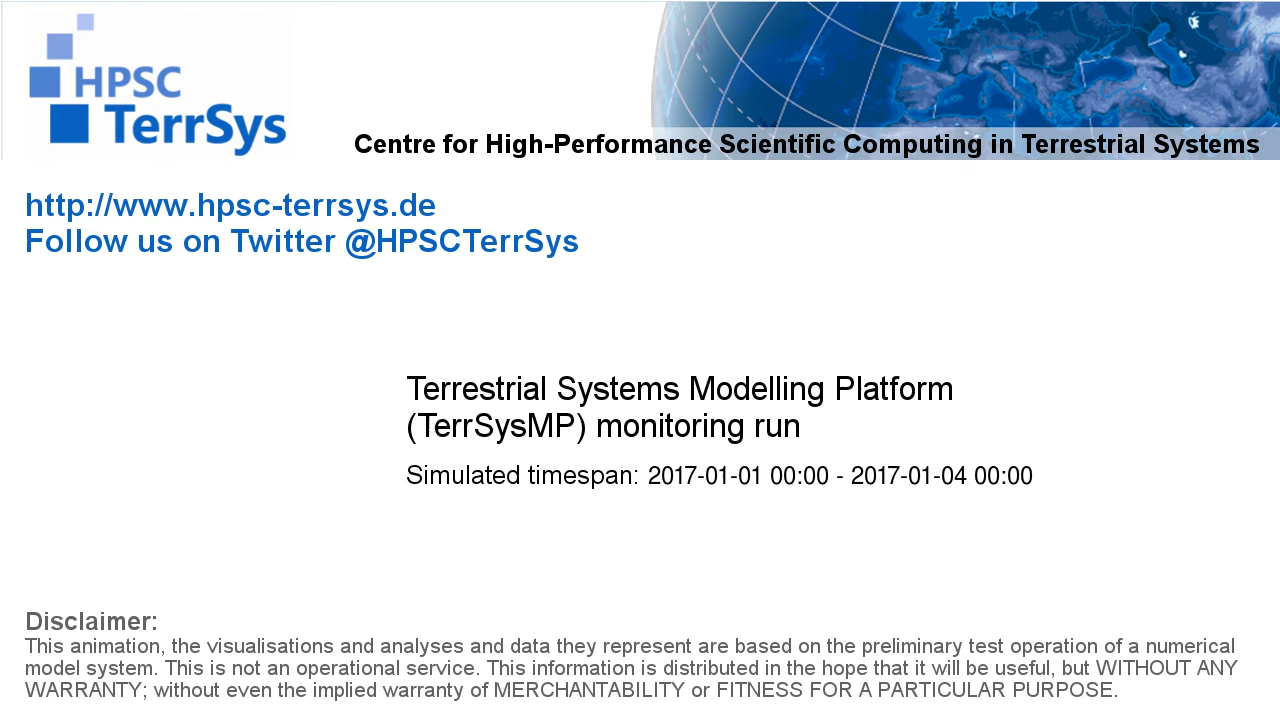 HPSC
TerrSys
Centre for High-Performance Scientific Computing in Terrestrial Systems
http://www.hpsc-terrsys.de
Follow us on Twitter @HPSCTerrSys
Terrestrial Systems Modelling Platform
(TerrSysMP) monitoring run
Simulated timespan: 2017-01-01 00:00 - 2017-01-04 00:00
Disclaimer:
This animation, the visualisations and analyses and data they represent are based on the preliminary test operation of a numerical
model system. This is not an operational service. This information is distributed in the hope that it will be useful, but WITHOUT ANY
WARRANTY; without even the implied warranty of MERCHANTABILITY or FITNESS FOR A PARTICULAR PURPOSE.